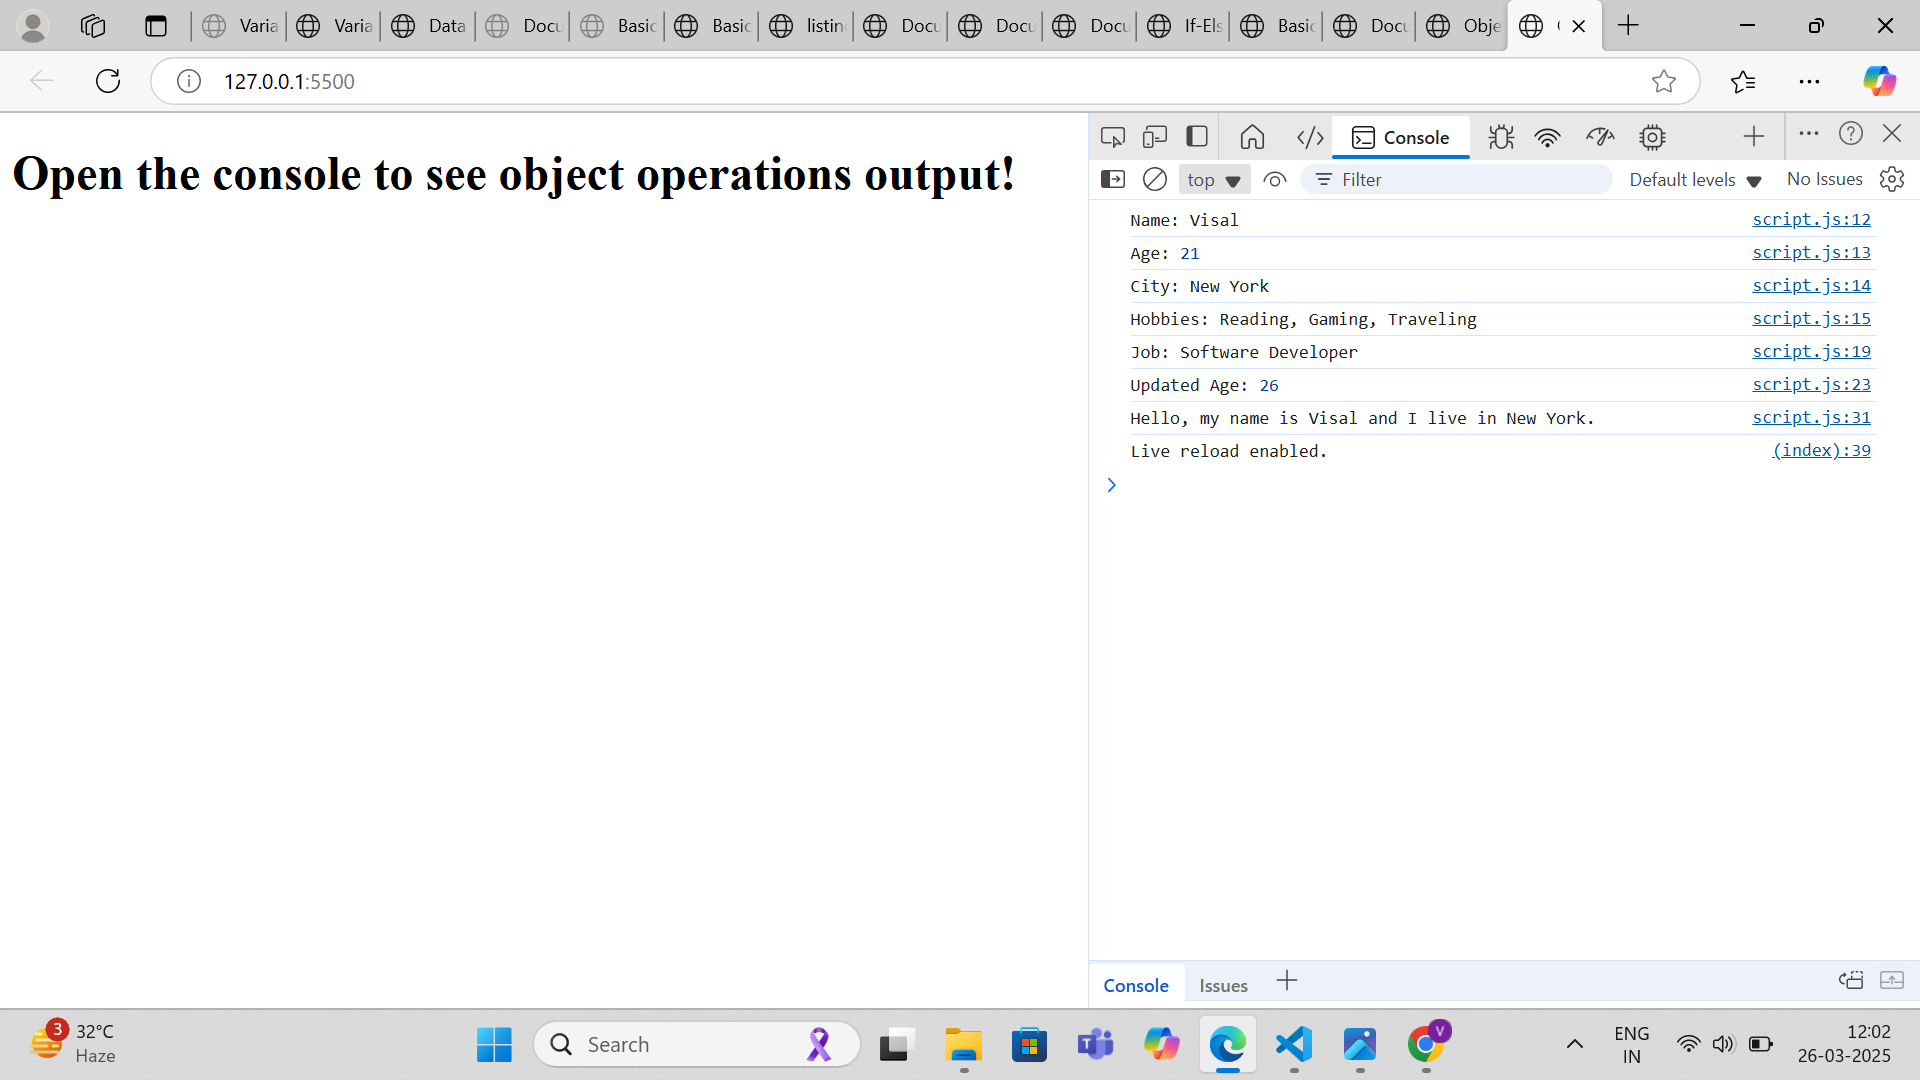 Varia
Varia
Data
Docu
Basic
Basic
listin
Docu
Docu
Docu
If-Els
Basic
Docu
Obje
127.0.0.1:5500
Open the console to see object operations output!
Console
top
Filter
Default levels
No Issues
Name: Visal script.js:12
Age: 21 script.js:13
City: New York script.js:14
Hobbies: Reading, Gaming, Traveling script.js:15
Job: Software Developer script.js:19
Updated Age: 26 script.js:23
Hello, my name is Visal and I live in New York. script.js:31
Live reload enabled. (index):39
Console
Issues
3
32°C
Haze
Search
V
ENG
IN
12:02
26-03-2025